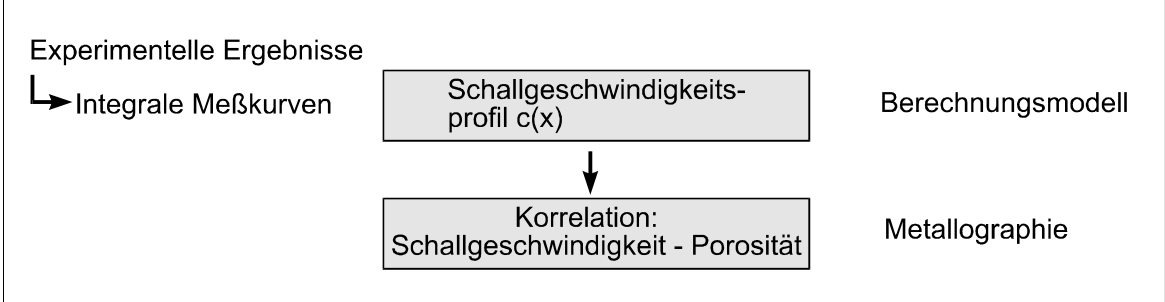 Experimentelle Ergebnisse
Integrale Meßkurven
Schallgeschwindigkeits-
profil c(x)
Berechnungsmodell
Korrelation:
Schallgeschwindigkeit - Porosität
Metallographie